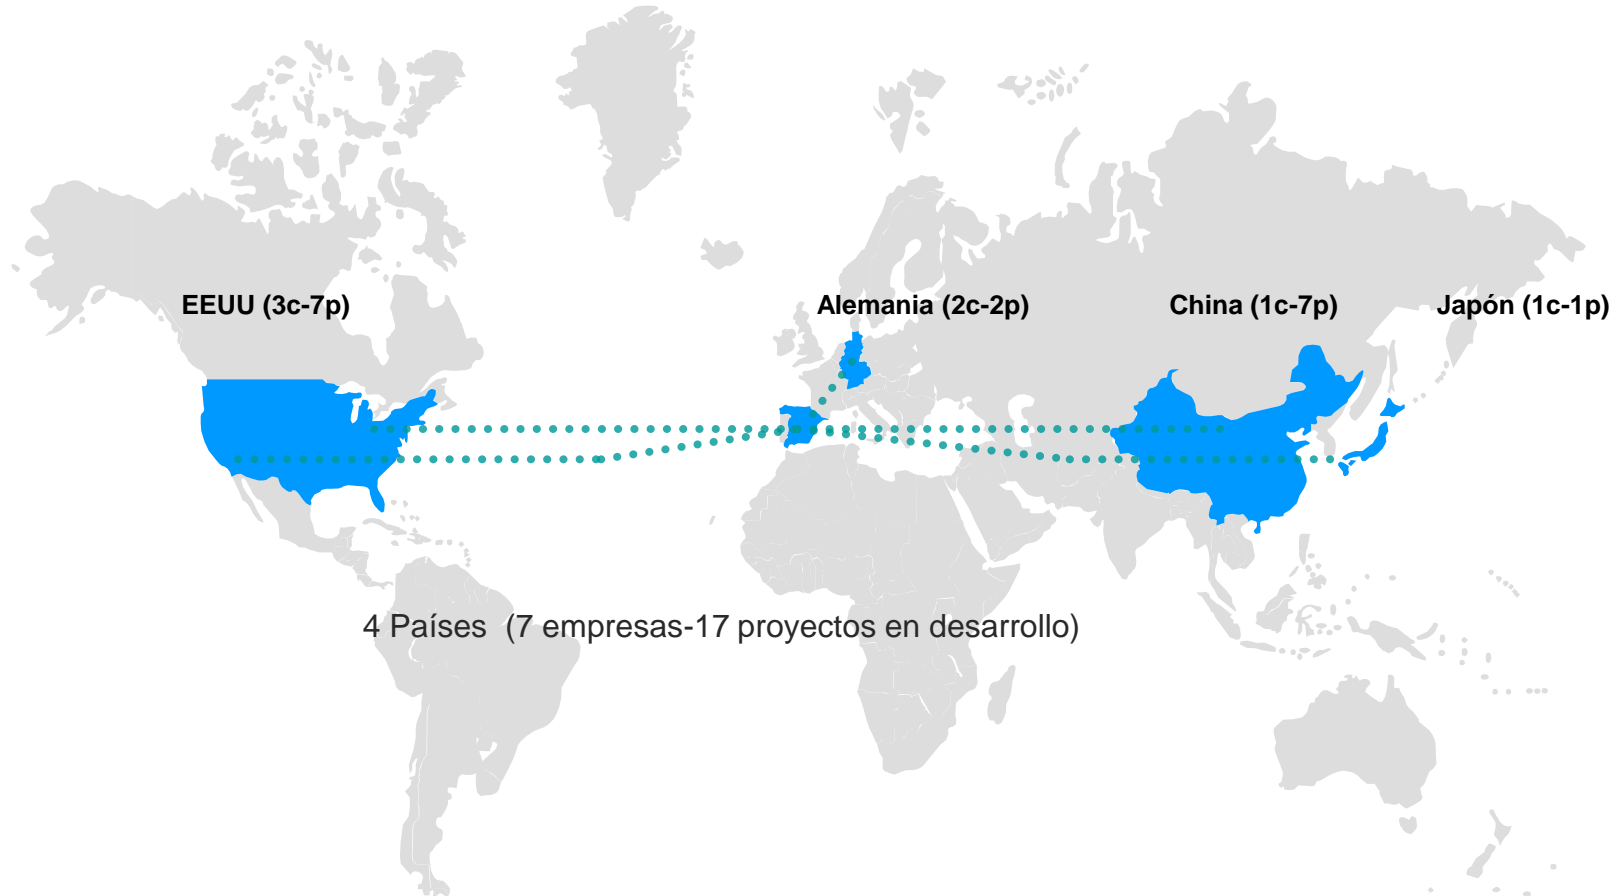 EEUU (3c-7p)
Alemania (2c-2p)
China (1c-7p)
Japón (1c-1p)
4 Países (7 empresas-17 proyectos en desarrollo)